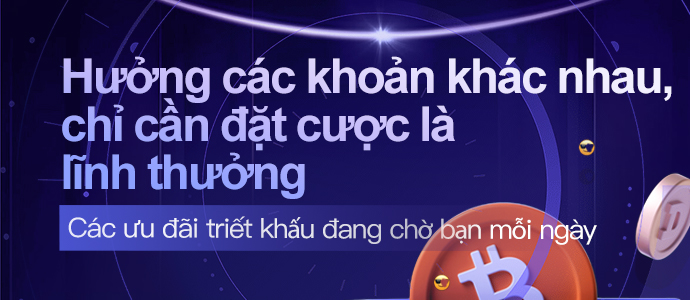 Hưởng các khoản khác nhau,
chỉ cần đặt cược là
lĩnh thưởng
Các ưu đãi triết khấu đang chờ bạn mỗi ngày